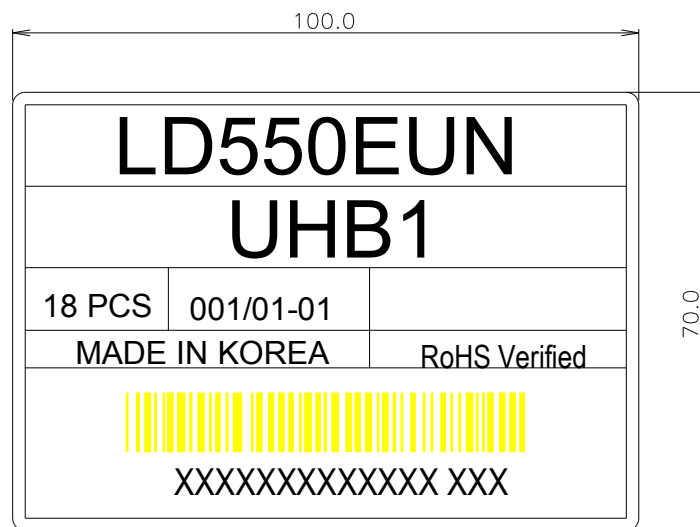 100.0
LD550EUN
UHB1
70.0
18 PCS 001/01-01
MADE IN KOREA RoHS Verified
XXXXXXXXXXXXX XXX